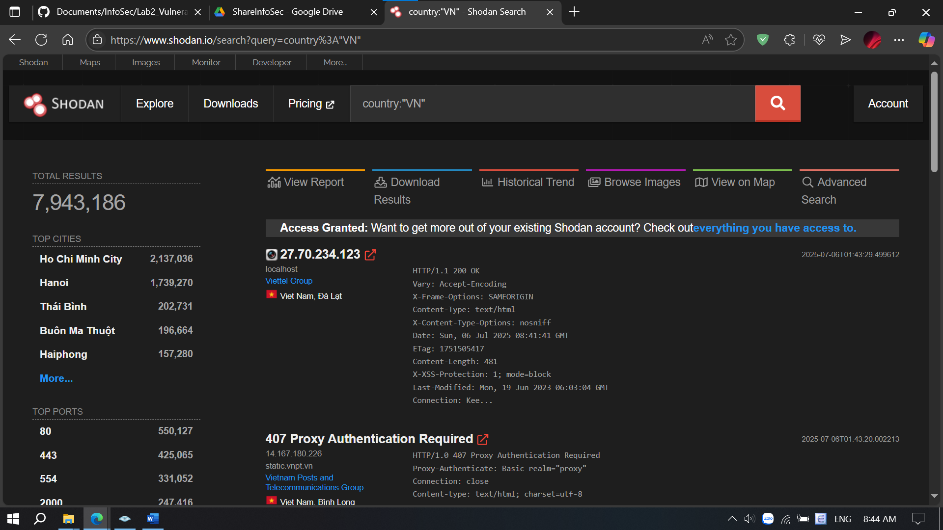 Documents/InfoSec/Lab2_Vulnera
ShareInfoSec - Google Drive
country:"VN" - Shodan Search
https://www.shodan.io/search?query=country%3A"VN"
Shodan
Maps
Images
Monitor
Developer
More...
SHODAN
Explore
Downloads
Pricing
country:"VN"
Account
TOTAL RESULTS
7,943,186
TOP CITIES
Ho Chi Minh City 2,137,036
Hanoi 1,739,270
Thái Bình 202,731
Buôn Ma Thuột 196,664
Haiphong 157,280
More...
TOP PORTS
80 550,127
443 425,065
554 331,052
2000 247,416
View Report
Download Results
Historical Trend
Browse Images
View on Map
Advanced Search
Access Granted: Want to get more out of your existing Shodan account? Check out everything you have access to.
27.70.234.123
2025-07-06T01:43:29.499612
localhost
Viettel Group
Viet Nam, Đà Lạt
HTTP/1.1 200 OK
Vary: Accept-Encoding
X-Frame-Options: SAMEORIGIN
Content-Type: text/html
X-Content-Type-Options: nosniff
Date: Sun, 06 Jul 2025 08:41:41 GMT
ETag: 1751505417
Content-Length: 481
X-XSS-Protection: 1; mode=block
Last-Modified: Mon, 19 Jun 2023 06:03:04 GMT
Connection: Kee...
407 Proxy Authentication Required
2025-07-06T01:43:20.002213
14.167.180.226
static.vnpt.vn
Vietnam Posts and
Telecommunications Group
Viet Nam, Bình Long
HTTP/1.0 407 Proxy Authentication Required
Proxy-Authenticate: Basic realm="proxy"
Connection: close
Content-type: text/html; charset=utf-8
ENG
8:44 AM